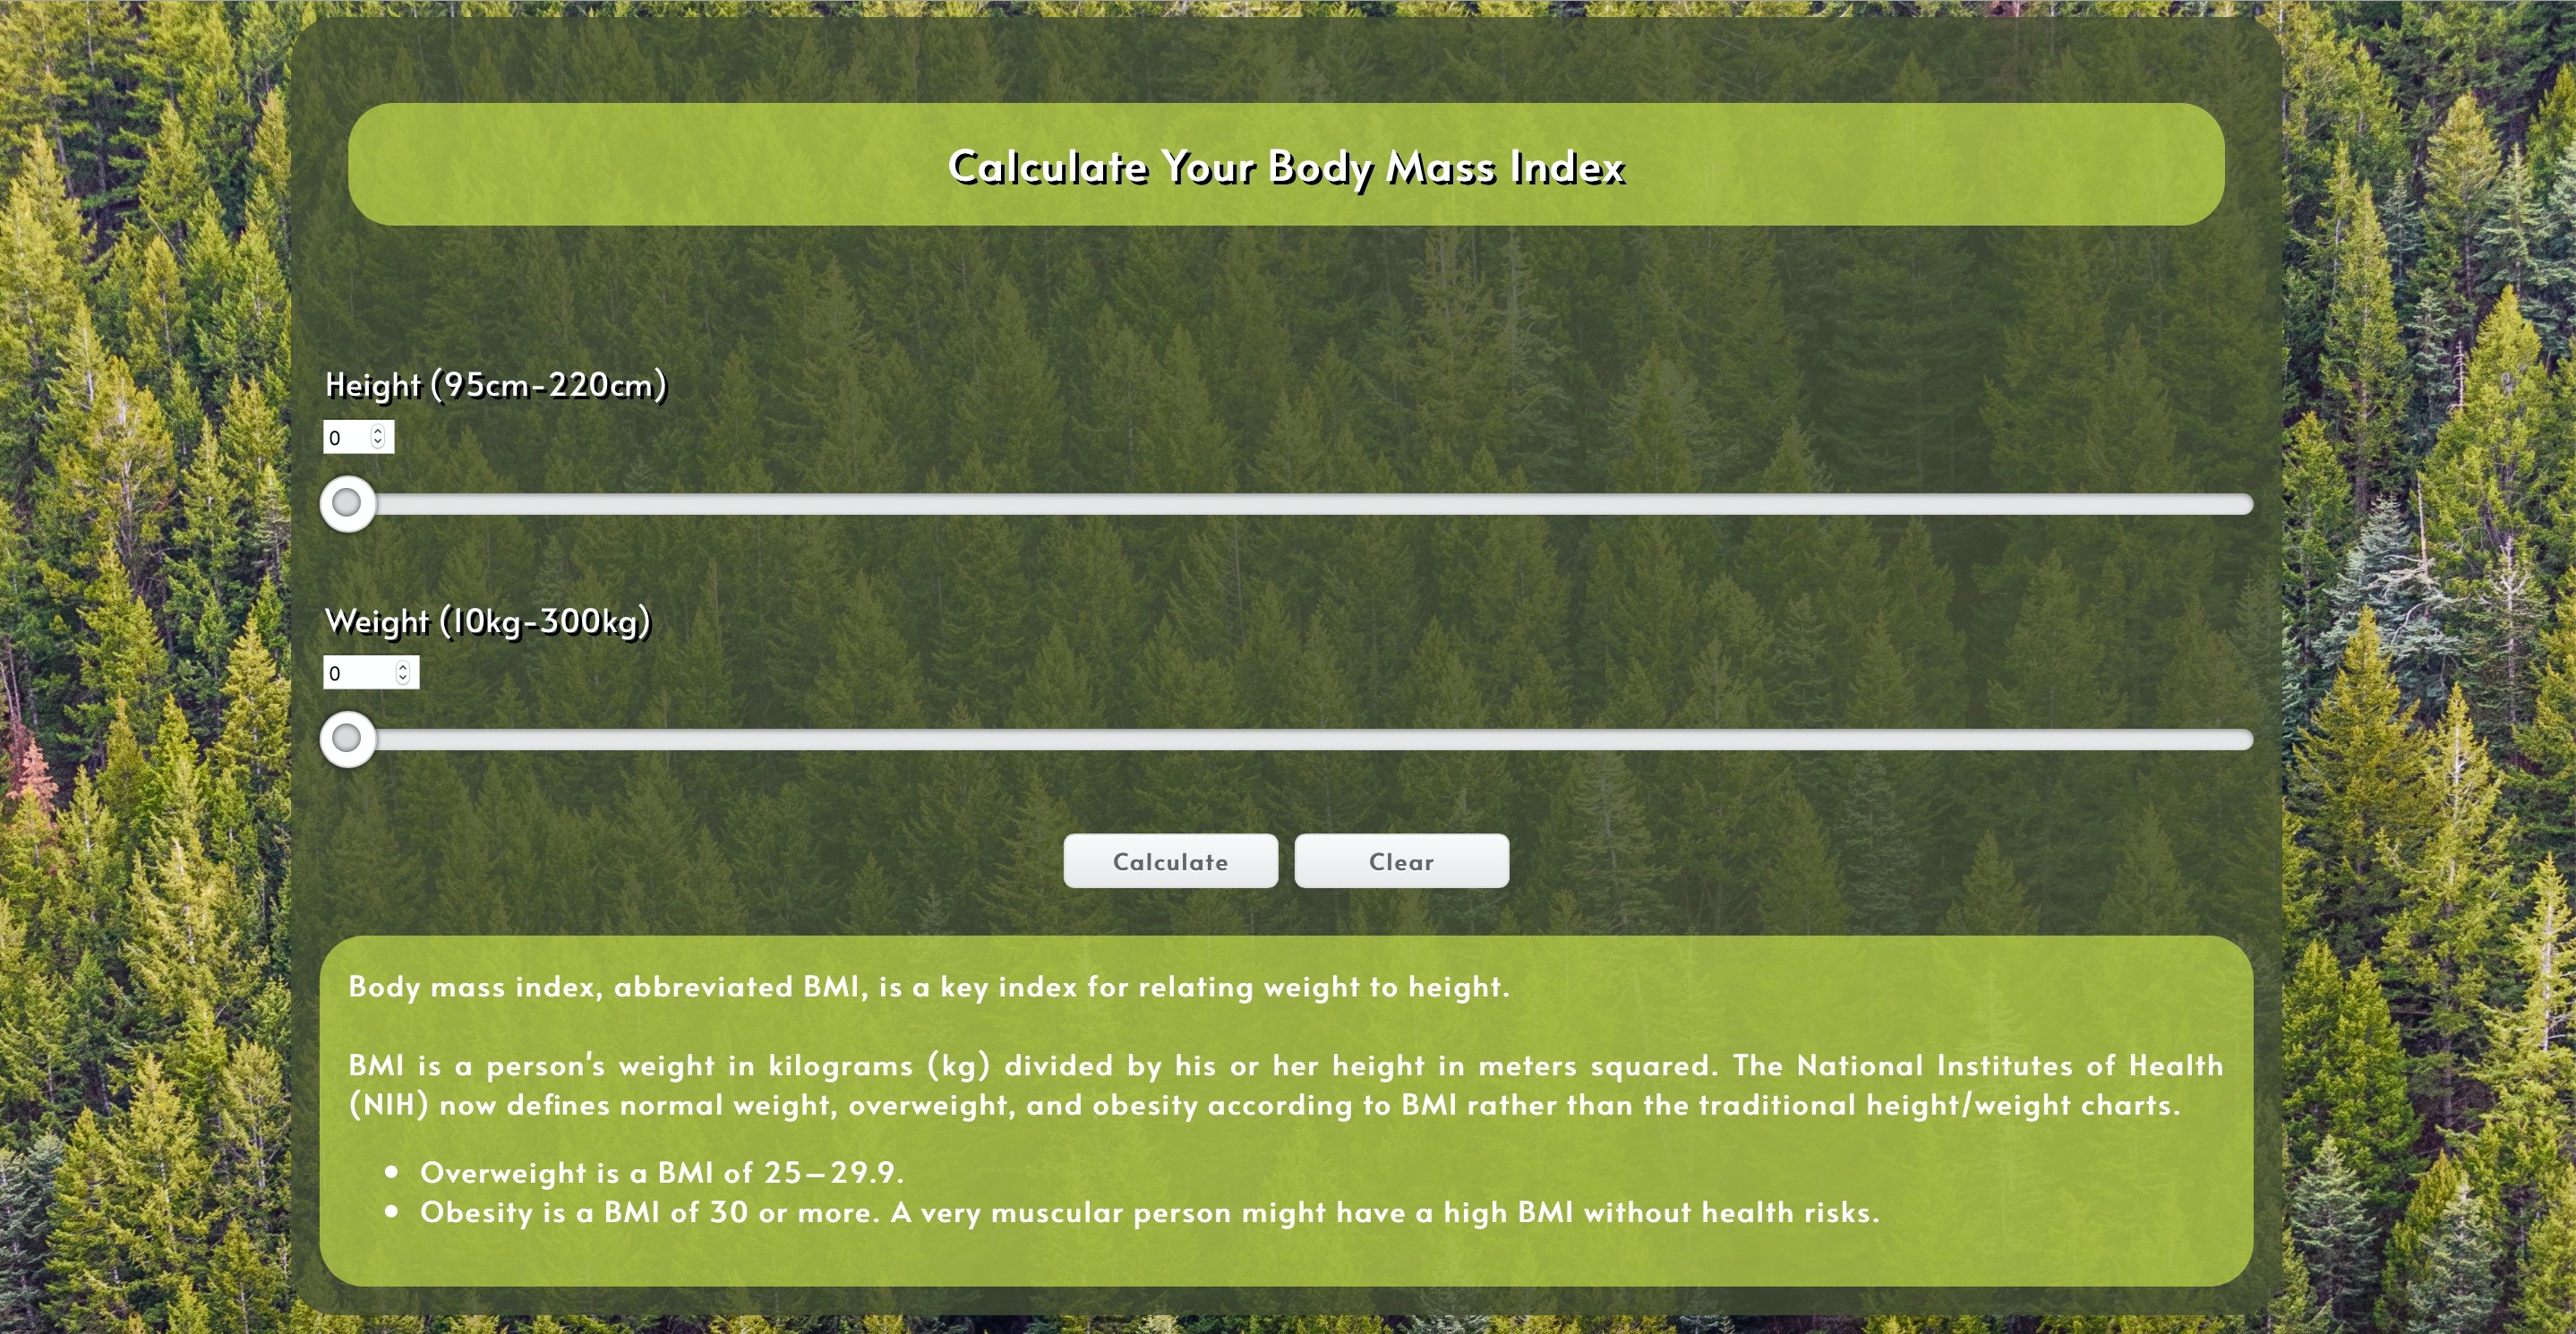 Calculate Your Body Mass Index
Height (95cm-220cm)
0
Weight (10kg-300kg)
0
Calculate Clear
Body mass index, abbreviated BMI, is a key index for relating weight to height.
BMI is a person's weight in kilograms (kg) divided by his or her height in meters squared. The National Institutes of Health
(NIH) now defines normal weight, overweight, and obesity according to BMI rather than the traditional height/weight charts.
• Overweight is a BMI of 25–29.9.
• Obesity is a BMI of 30 or more. A very muscular person might have a high BMI without health risks.